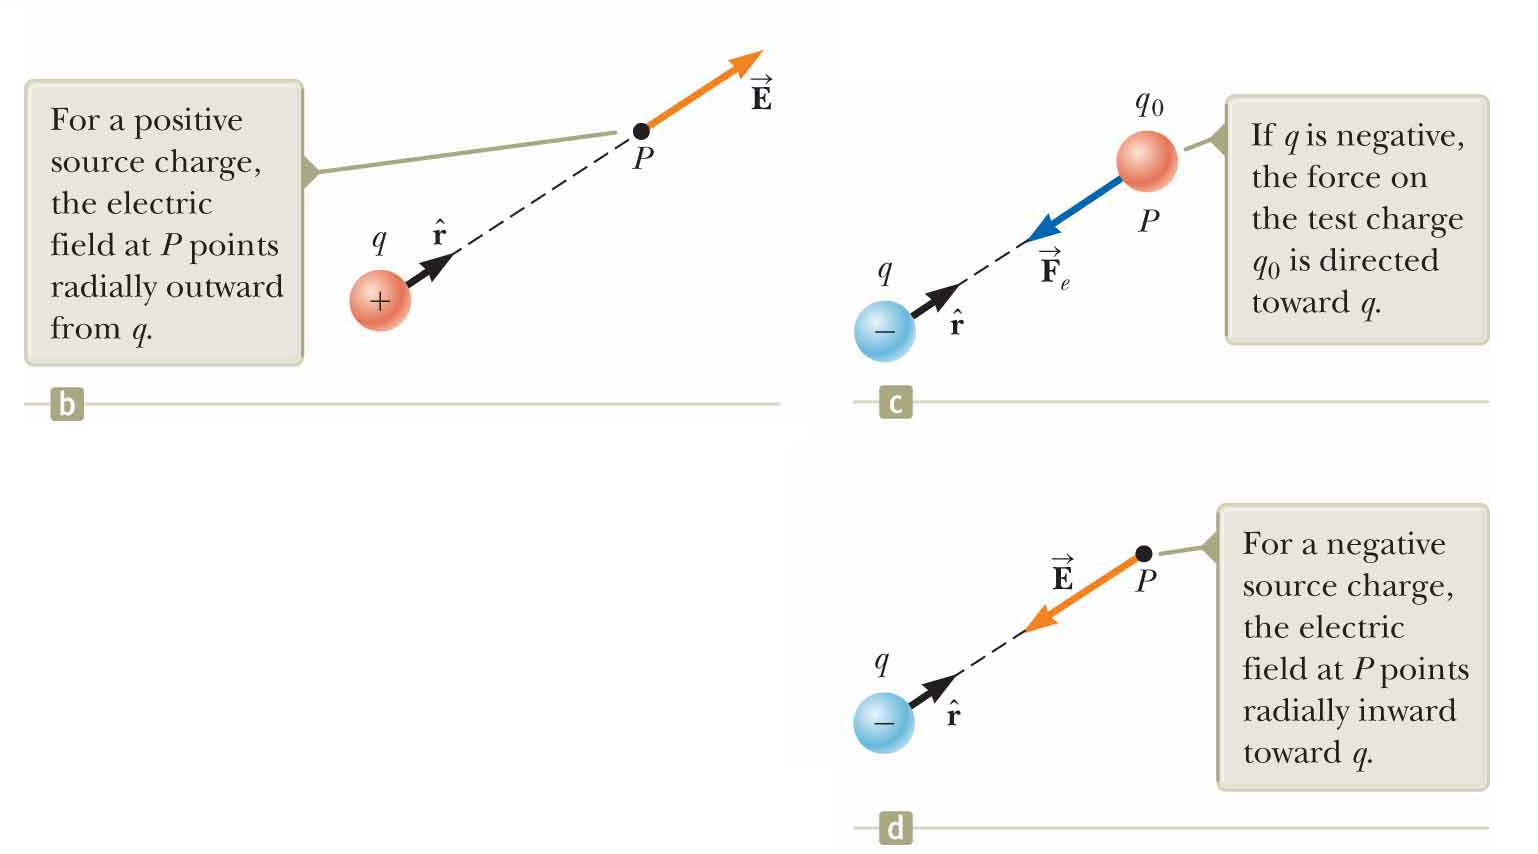 For a positive
source charge,
the electric
field at P points
radially outward
from q.
E⃗
P
q
r̂
+
b
q₀
If q is negative,
the force on
the test charge
q₀ is directed
toward q.
P
F⃗ₑ
q
r̂
−
c
For a negative
source charge,
the electric
field at P points
radially inward
toward q.
E⃗
P
q
r̂
−
d